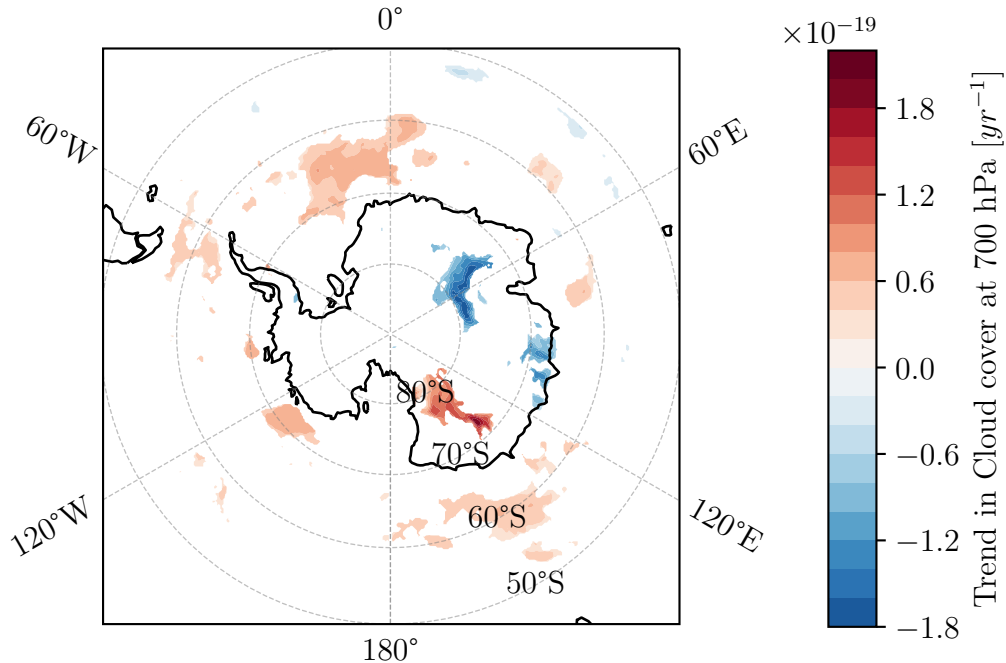 0°
×10⁻¹⁹
60°W
60°E
1.8
1.2
0.6
0.0
−0.6
−1.2
−1.8
Trend in Cloud cover at 700 hPa [yr⁻¹]
80°S
70°S
60°S
50°S
120°W
120°E
180°